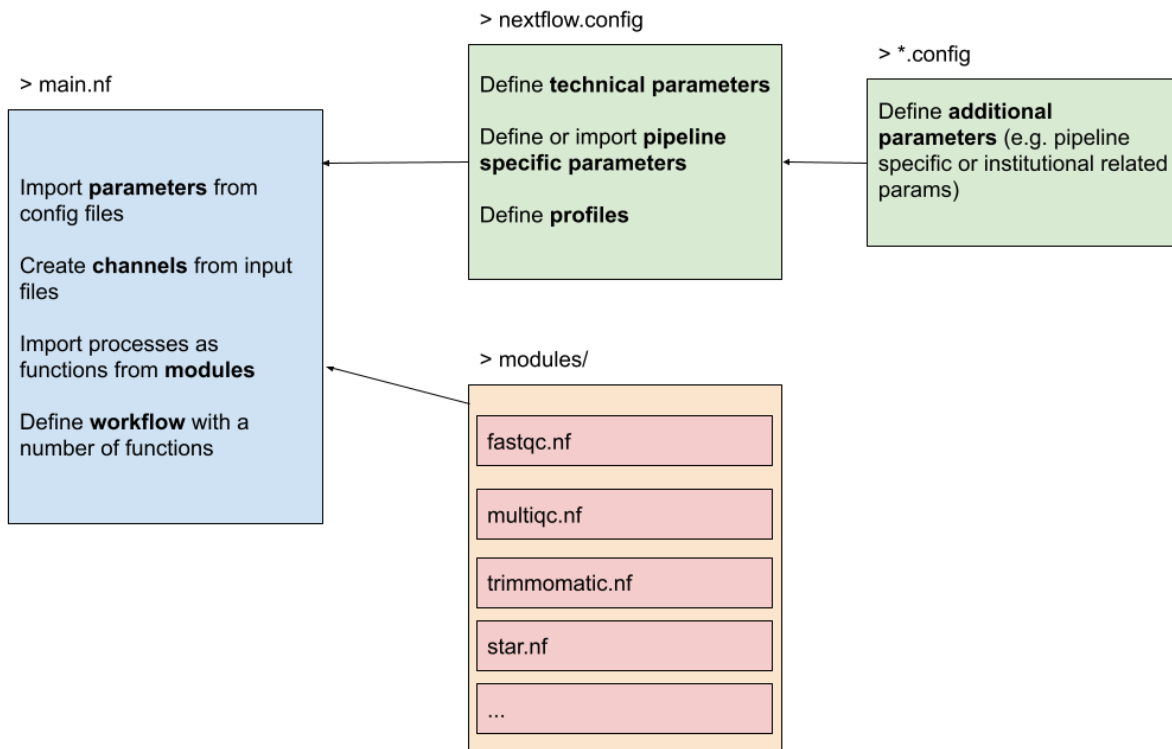 > main.nf
Import parameters from
config files
Create channels from input
files
Import processes as
functions from modules
Define workflow with a
number of functions
> nextflow.config
Define technical parameters
Define or import pipeline
specific parameters
Define profiles
> *.config
Define additional
parameters (e.g. pipeline
specific or institutional related
params)
> modules/
fastqc.nf
multiqc.nf
trimmomatic.nf
star.nf
...